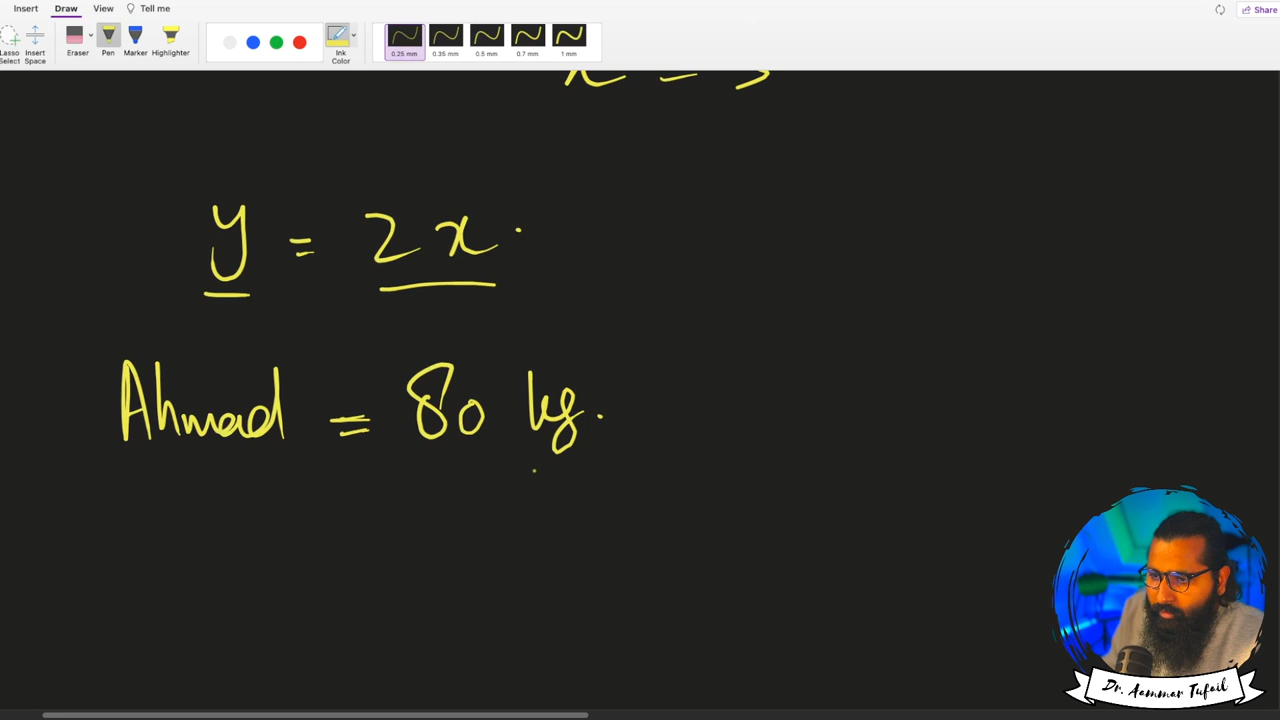 Insert Draw View Tell me
Share
Lasso Select
Insert Space
Eraser
Pen
Marker
Highlighter
Ink Color
0.25 mm
0.35 mm
0.5 mm
0.7 mm
1 mm
y = 2x.
Ahmad = 80 kg.
Dr. Aammar Tufail